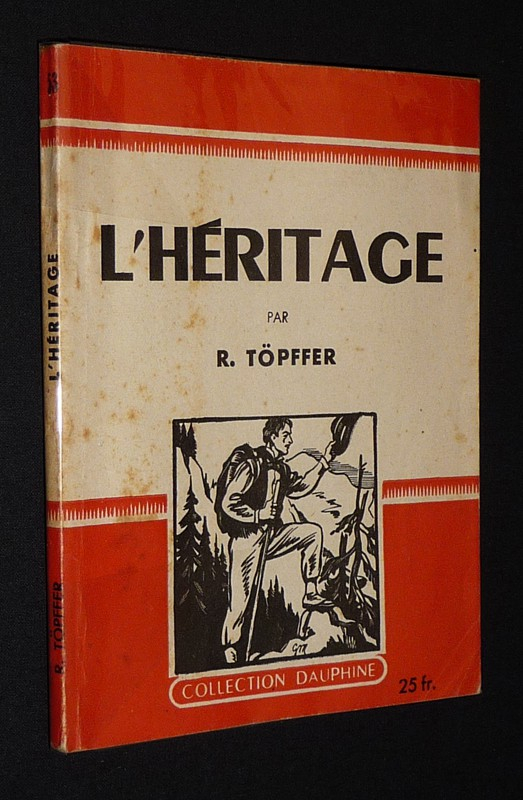 L'HÉRITAGE
PAR
R. TÖPFFER
COLLECTION DAUPHINE
25 fr.
L'HÉRITAGE
R. TÖPFFER